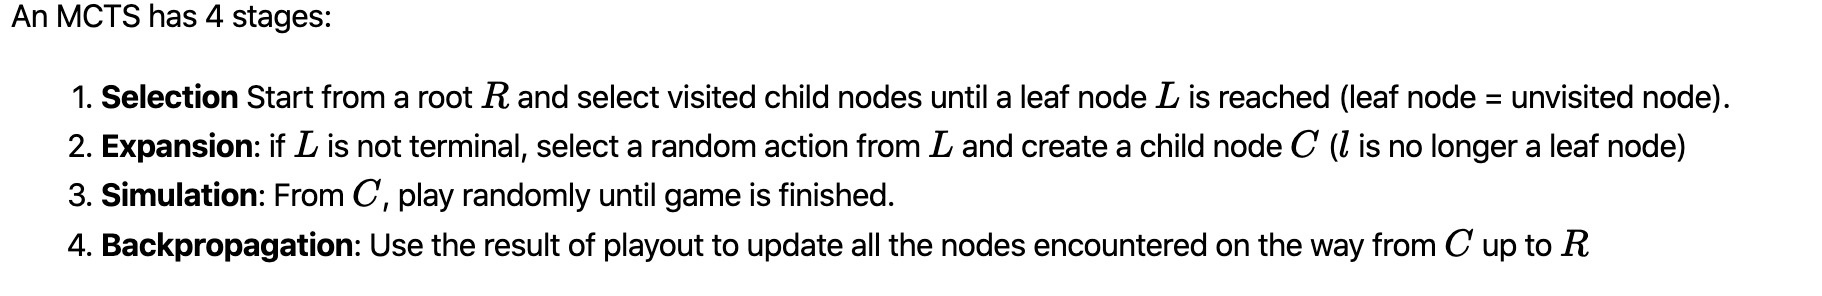 An MCTS has 4 stages:
1. Selection Start from a root R and select visited child nodes until a leaf node L is reached (leaf node = unvisited node).
2. Expansion: if L is not terminal, select a random action from L and create a child node C (l is no longer a leaf node)
3. Simulation: From C, play randomly until game is finished.
4. Backpropagation: Use the result of playout to update all the nodes encountered on the way from C up to R